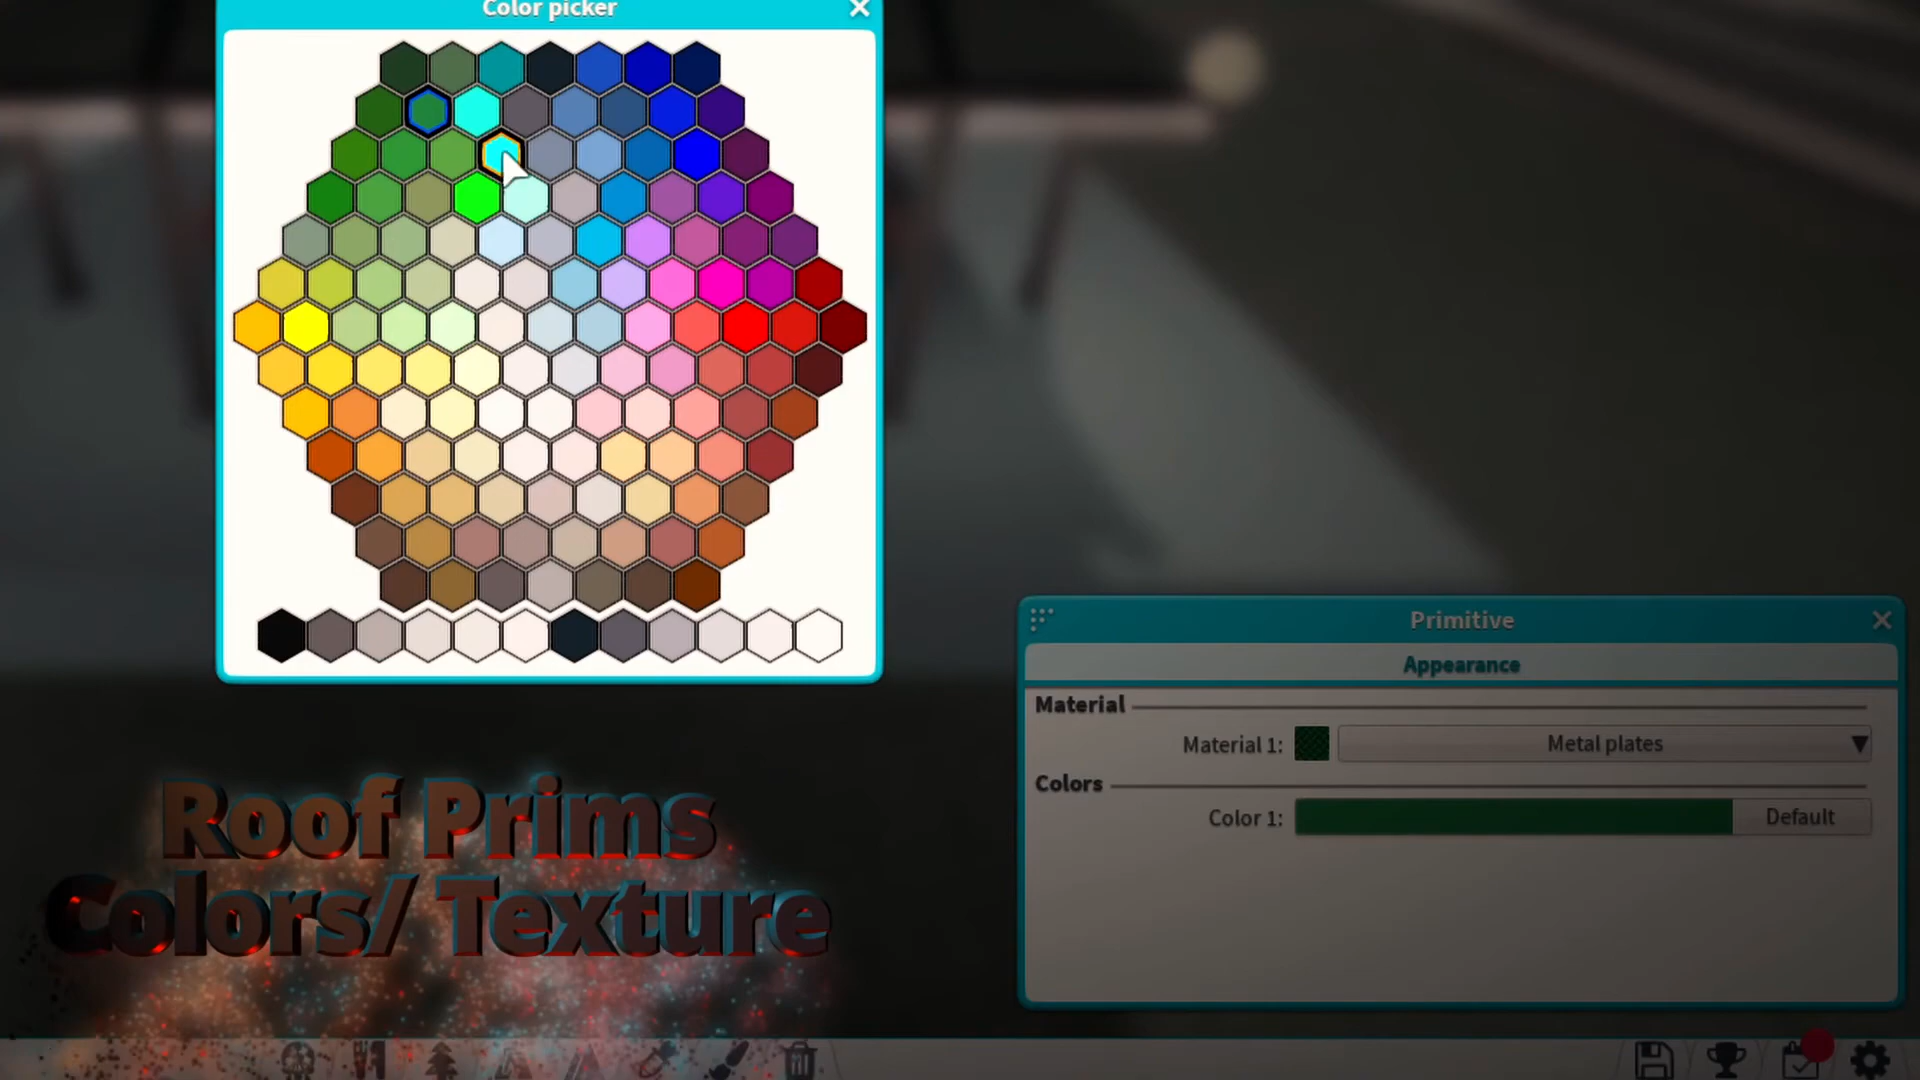 Color picker
Primitive
Appearance
Material
Material 1: Metal plates
Colors
Color 1: Default
Roof Prims
Colors/ Texture